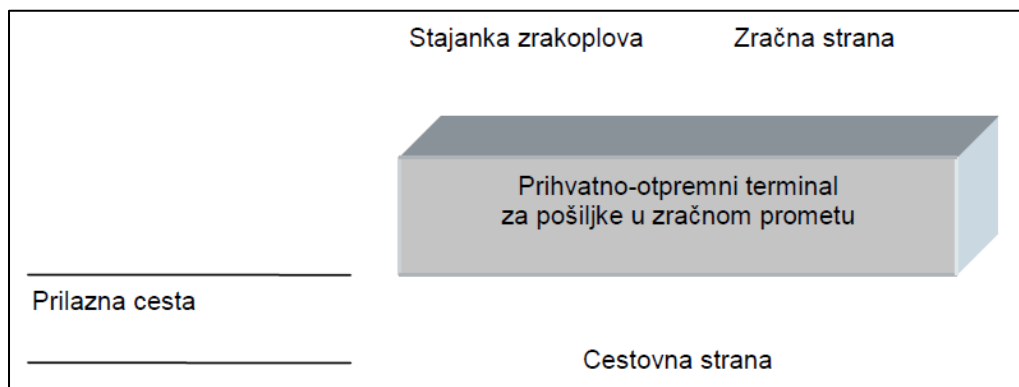 Stajanka zrakoplova
Zračna strana
Prihvatno-otpremni terminal
za pošiljke u zračnom prometu
Prilazna cesta
Cestovna strana